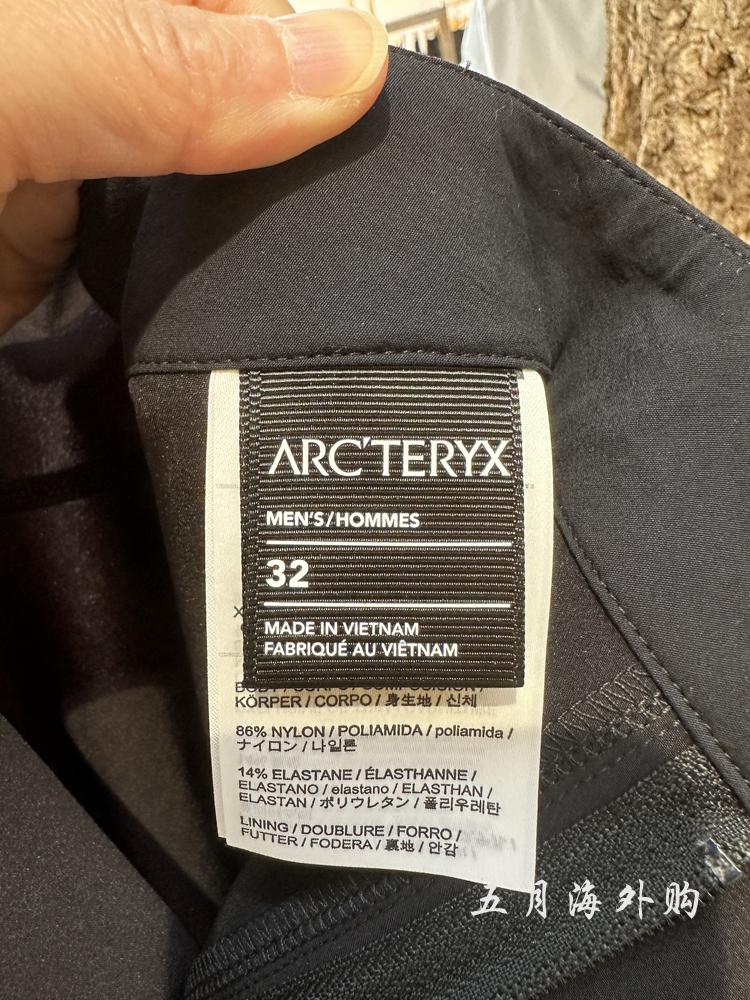 ARC'TERYX
MEN'S/HOMMES
32
MADE IN VIETNAM
FABRIQUÉ AU VIÊTNAM
KÖRPER / CORPO / 身生地 / 신체
86% NYLON / POLIAMIDA / poliamida /
ナイロン / 나일론
14% ELASTANE / ÉLASTHANNE /
ELASTANO / elastano / ELASTHAN /
ELASTAN / ポリウレタン / 폴리우레탄
LINING / DOUBLURE / FORRO /
FUTTER / FODERA / 裏地 / 안감
五月海外购